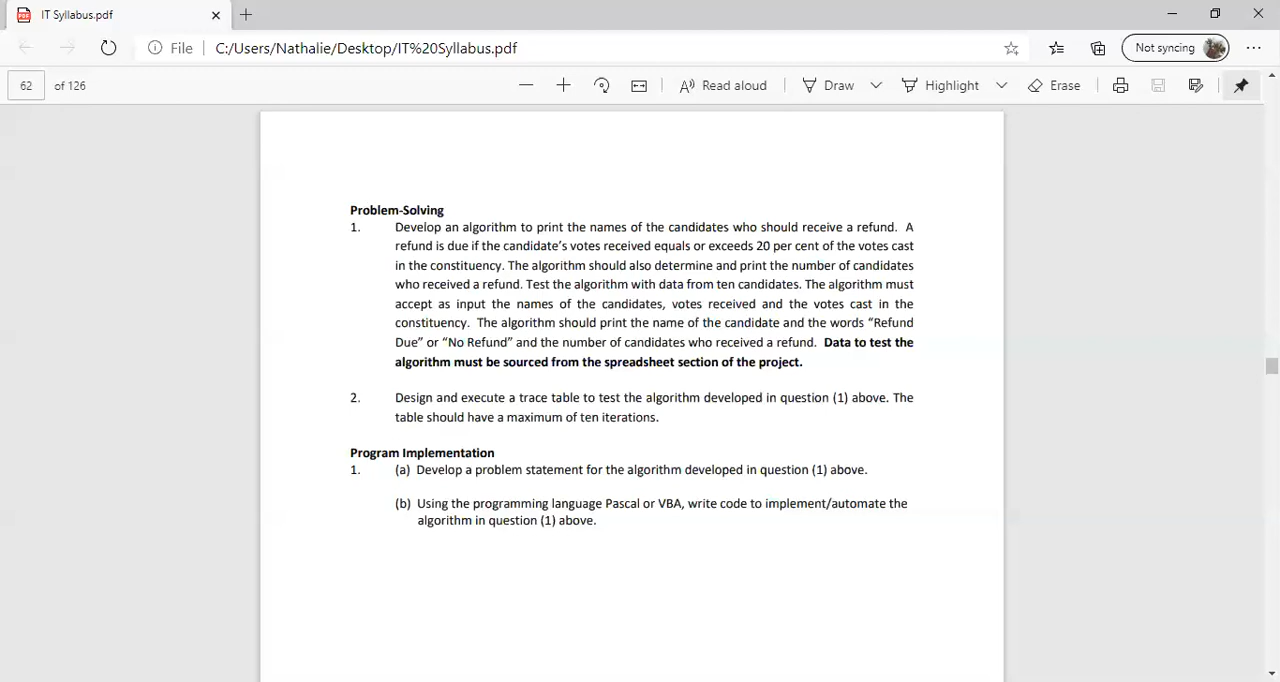 IT Syllabus.pdf
File C:/Users/Nathalie/Desktop/IT%20Syllabus.pdf Not syncing
62 of 126 Read aloud Draw Highlight Erase
Problem-Solving
1. Develop an algorithm to print the names of the candidates who should receive a refund. A
refund is due if the candidate’s votes received equals or exceeds 20 per cent of the votes cast
in the constituency. The algorithm should also determine and print the number of candidates
who received a refund. Test the algorithm with data from ten candidates. The algorithm must
accept as input the names of the candidates, votes received and the votes cast in the
constituency. The algorithm should print the name of the candidate and the words “Refund
Due” or “No Refund” and the number of candidates who received a refund. Data to test the
algorithm must be sourced from the spreadsheet section of the project.
2. Design and execute a trace table to test the algorithm developed in question (1) above. The
table should have a maximum of ten iterations.
Program Implementation
1. (a) Develop a problem statement for the algorithm developed in question (1) above.
(b) Using the programming language Pascal or VBA, write code to implement/automate the
algorithm in question (1) above.